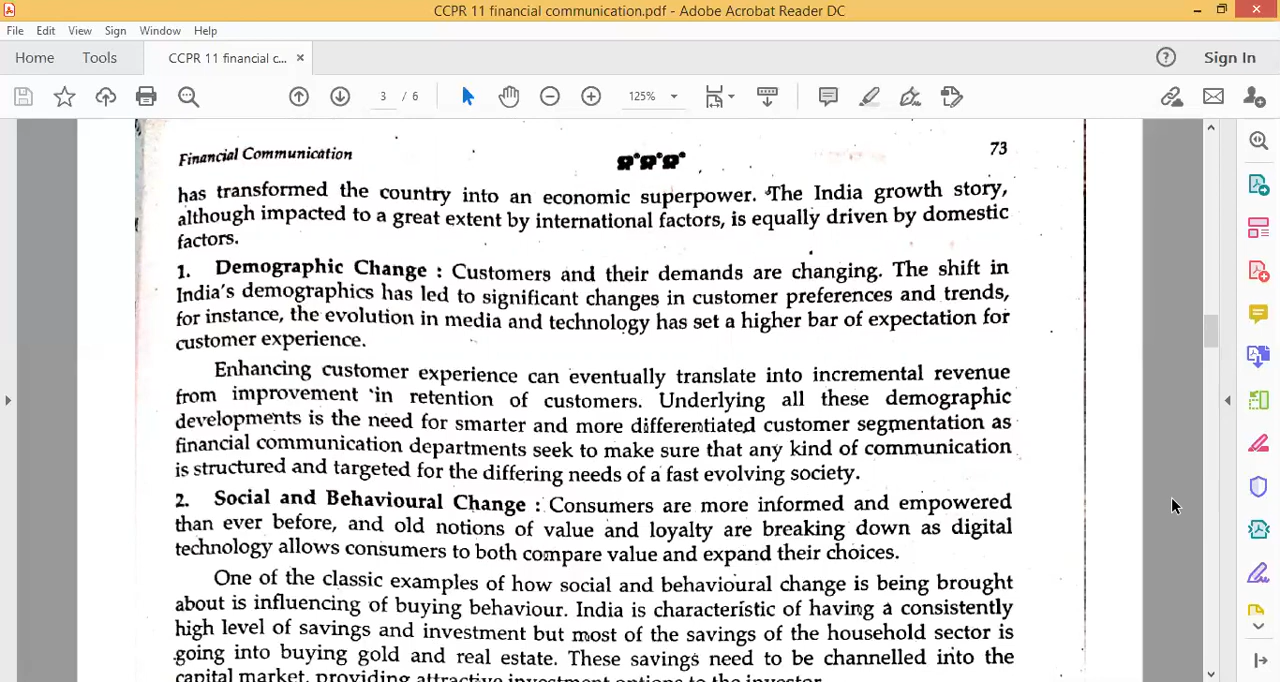 CCPR 11 financial communication.pdf - Adobe Acrobat Reader DC
File Edit View Sign Window Help
Home Tools CCPR 11 financial c... ×
Sign In
3 / 6 125%
Financial Communication 73
has transformed the country into an economic superpower. The India growth story,
although impacted to a great extent by international factors, is equally driven by domestic
factors.
1. Demographic Change : Customers and their demands are changing. The shift in
India's demographics has led to significant changes in customer preferences and trends,
for instance, the evolution in media and technology has set a higher bar of expectation for
customer experience.
Enhancing customer experience can eventually translate into incremental revenue
from improvement in retention of customers. Underlying all these demographic
developments is the need for smarter and more differentiated customer segmentation as
financial communication departments seek to make sure that any kind of communication
is structured and targeted for the differing needs of a fast evolving society.
2. Social and Behavioural Change : Consumers are more informed and empowered
than ever before, and old notions of value and loyalty are breaking down as digital
technology allows consumers to both compare value and expand their choices.
One of the classic examples of how social and behavioural change is being brought
about is influencing of buying behaviour. India is characteristic of having a consistently
high level of savings and investment but most of the savings of the household sector is
going into buying gold and real estate. These savings need to be channelled into the
capital market, providing attractive investment options to the investor.